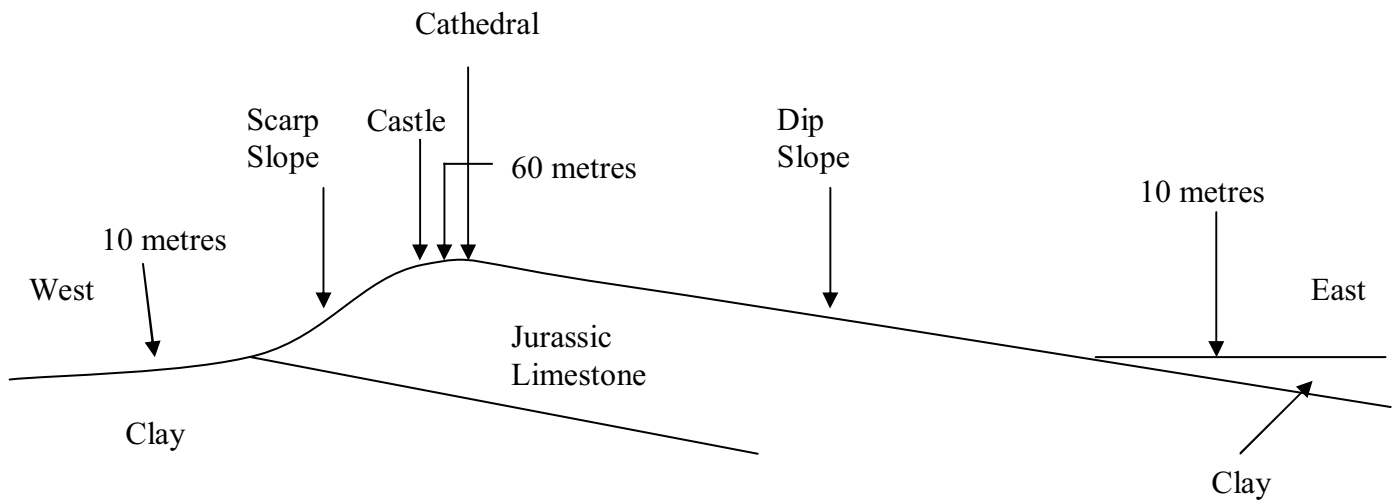 Cathedral
Scarp
Slope
Castle
Dip
Slope
60 metres
10 metres
10 metres
West
East
Jurassic
Limestone
Clay
Clay